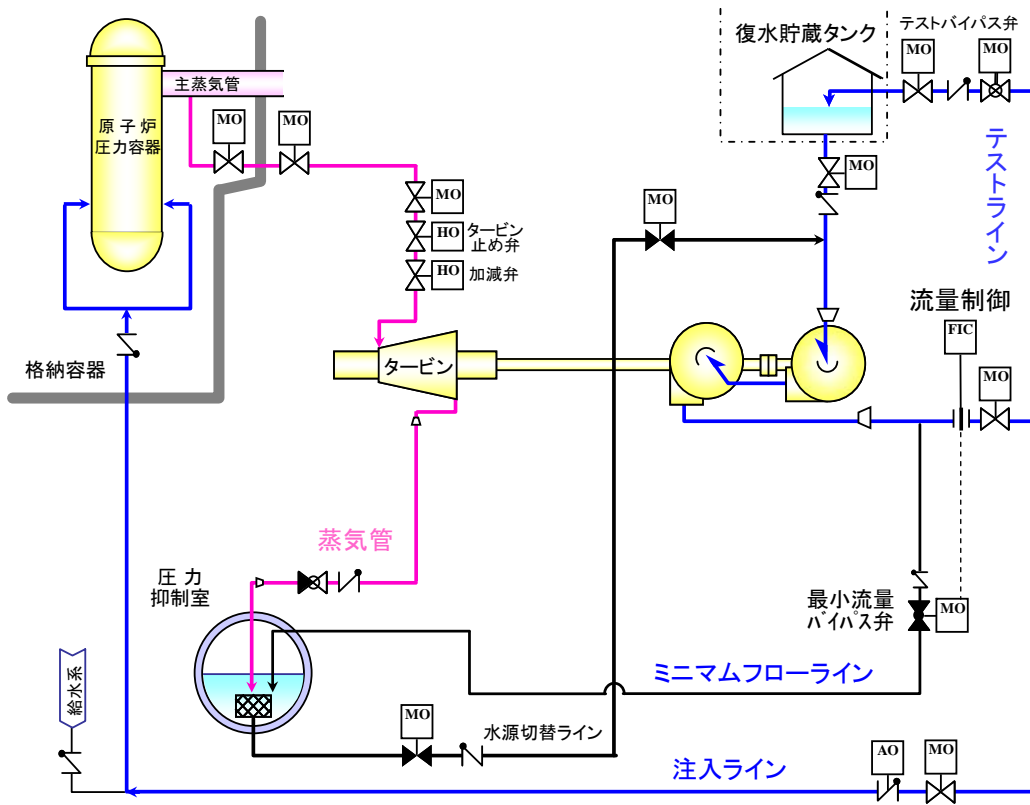 復水貯蔵タンク
テストバイパス弁
MO
MO
主蒸気管
原子炉
圧力容器
MO
MO
テストライン
MO
MO
MO
HO
タービン
止め弁
HO
加減弁
流量制御
FIC
格納容器
タービン
MO
蒸気管
圧力
抑制室
最小流量
バイパス弁
MO
ミニマムフローライン
給水系
MO
水源切替ライン
AO
MO
注入ライン